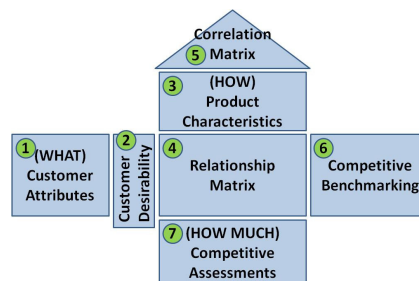 Correlation
5 Matrix
3 (HOW)
Product
Characteristics
1 (WHAT)
Customer
Attributes
2 Customer
Desirability
4 Relationship
Matrix
6 Competitive
Benchmarking
7 (HOW MUCH)
Competitive
Assessments